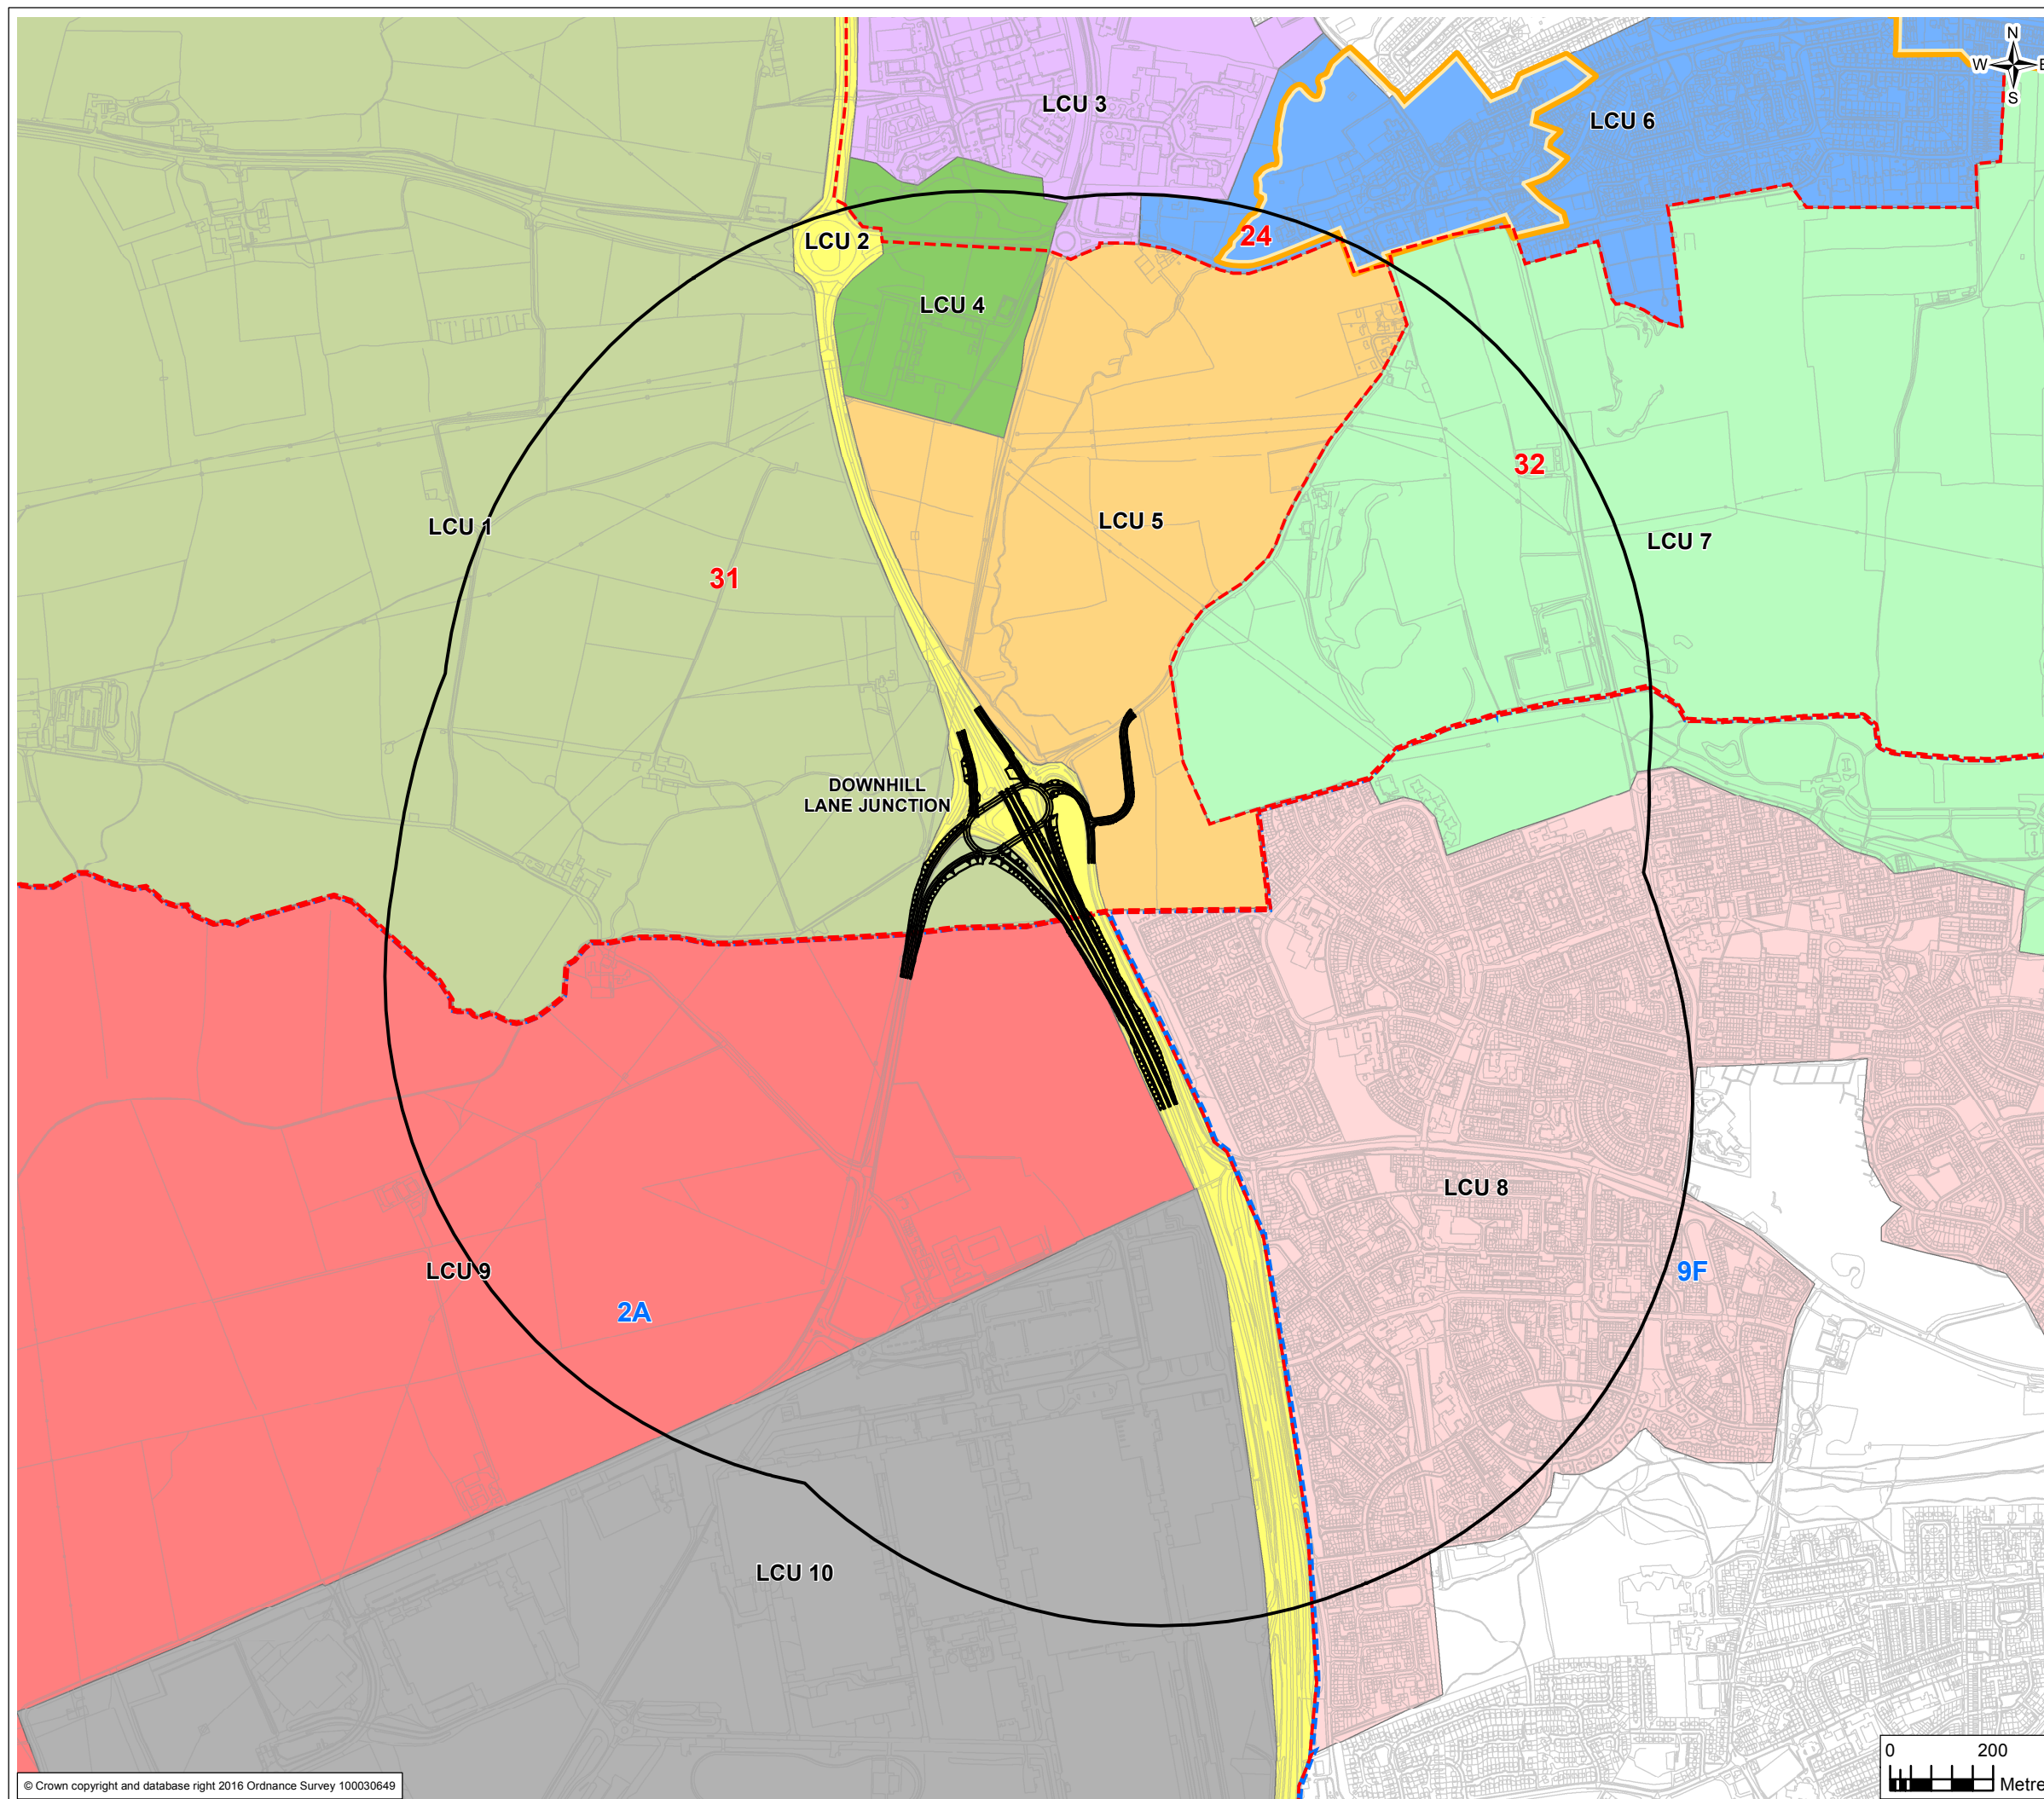 N
W E
S
LCU 3
LCU 6
24
LCU 2
LCU 4
32
LCU 1
LCU 5
LCU 7
31
DOWNHILL
LANE JUNCTION
LCU 8
LCU 9
9F
2A
LCU 10
0 200
Metre
© Crown copyright and database right 2016 Ordnance Survey 100030649